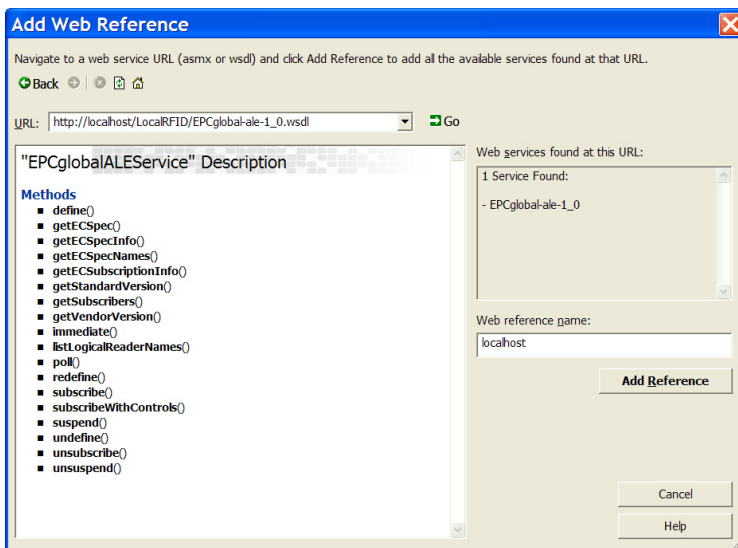 Add Web Reference
Navigate to a web service URL (asmx or wsdl) and click Add Reference to add all the available services found at that URL.
Back
URL: http://localhost/LocalRFID/EPCglobal-ale-1_0.wsdl Go
"EPCglobalALEService" Description
Methods
define()
getECSpec()
getECSpecInfo()
getECSpecNames()
getECSubscriptionInfo()
getStandardVersion()
getSubscribers()
getVendorVersion()
immediate()
listLogicalReaderNames()
poll()
redefine()
subscribe()
subscribeWithControls()
suspend()
undefine()
unsubscribe()
unsuspend()
Web services found at this URL:
1 Service Found:
- EPCglobal-ale-1_0
Web reference name:
localhost
Add Reference
Cancel
Help